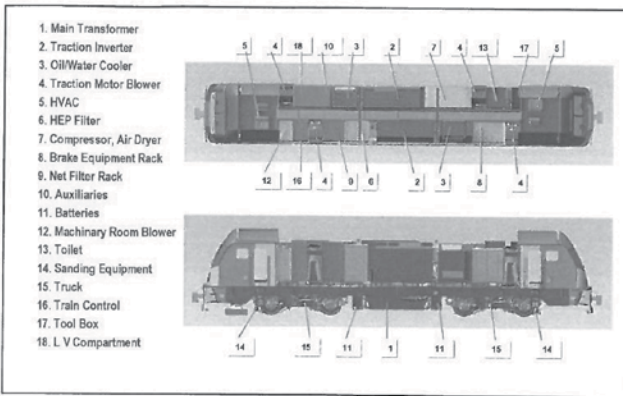 1. Main Transformer
2. Traction Inverter
3. Oil/Water Cooler
4. Traction Motor Blower
5. HVAC
6. HEP Filter
7. Compressor, Air Dryer
8. Brake Equipment Rack
9. Net Filter Rack
10. Auxiliaries
11. Batteries
12. Machinary Room Blower
13. Toilet
14. Sanding Equipment
15. Truck
16. Train Control
17. Tool Box
18. L V Compartment
5 4 18 10 3 2 7 4 13 17 5
12 16 4 9 6 2 3 8 4
14 15 11 1 11 15 14